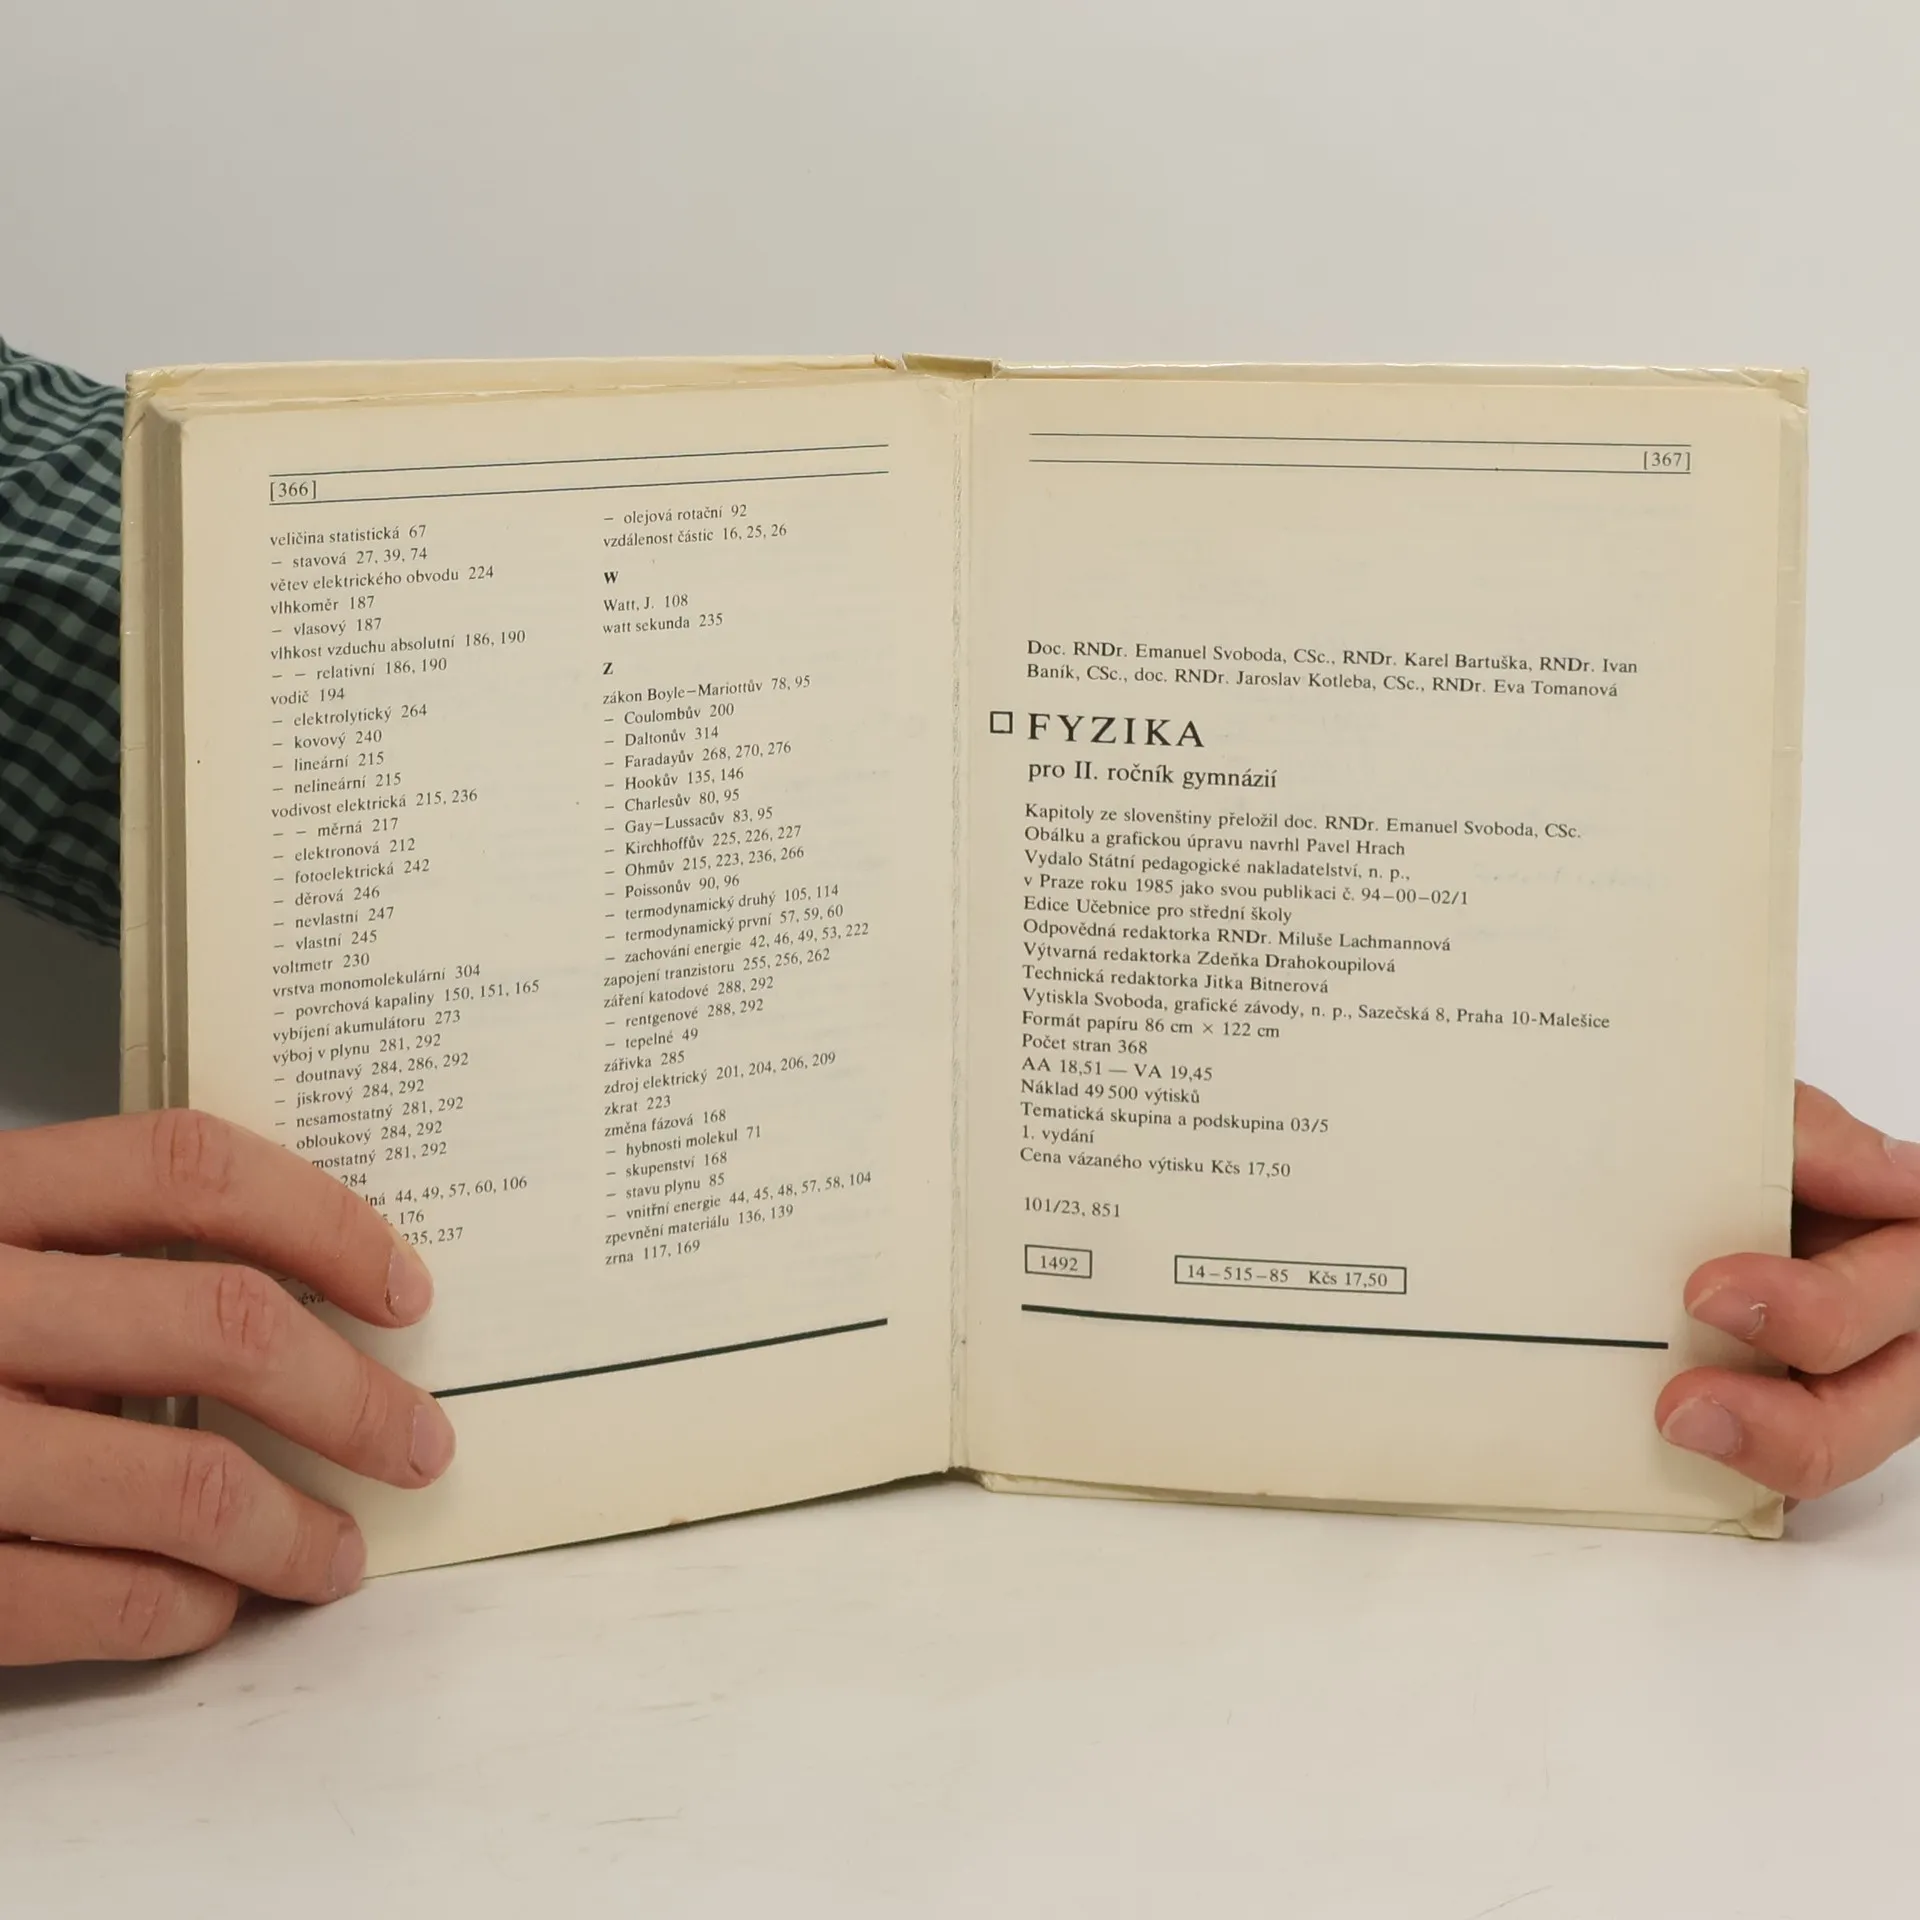 [366]
veličina statistická 67
– stavová 27, 39, 74
větev elektrického obvodu 224
vlhkoměr 187
– vlasový 187
vlhkost vzduchu absolutní 186, 190
– – relativní 186, 190
vodič 194
– elektrolytický 264
– kovový 240
– lineární 215
– nelineární 215
vodivost elektrická 215, 236
– – měrná 217
– elektronová 212
– fotoelektrická 242
– děrová 246
– nevlastní 247
– vlastní 245
voltmetr 230
vrstva monomolekulární 304
– povrchová kapaliny 150, 151, 165
vybíjení akumulátoru 273
výboj v plynu 281, 292
– doutnavý 284, 286, 292
– jiskrový 284, 292
– nesamostatný 281, 292
– obloukový 284, 292
281, 292
284
44, 49, 57, 60, 106
176
235, 237
– olejová rotační 92
vzdálenost částic 16, 25, 26
W
Watt, J. 108
watt sekunda 235
Z
zákon Boyle–Mariottův 78, 95
– Coulombův 200
– Daltonův 314
– Faradayův 268, 270, 276
– Hookův 135, 146
– Charlesův 80, 95
– Gay–Lussacův 83, 95
– Kirchhoffův 225, 226, 227
– Ohmův 215, 223, 236, 266
– Poissonův 90, 96
– termodynamický druhý 105, 114
– termodynamický první 57, 59, 60
– zachování energie 42, 46, 49, 53, 222
zapojení tranzistoru 255, 256, 262
záření katodové 288, 292
– rentgenové 288, 292
– tepelné 49
zářivka 285
zdroj elektrický 201, 204, 206, 209
zkrat 223
změna fázová 168
– hybnosti molekul 71
– skupenství 168
– stavu plynu 85
– vnitřní energie 44, 45, 48, 57, 58, 104
zpevnění materiálu 136, 139
zrna 117, 169
[367]
Doc. RNDr. Emanuel Svoboda, CSc., RNDr. Karel Bartuška, RNDr. Ivan
Baník, CSc., doc. RNDr. Jaroslav Kotleba, CSc., RNDr. Eva Tomanová
FYZIKA
pro II. ročník gymnázií
Kapitoly ze slovenštiny přeložil doc. RNDr. Emanuel Svoboda, CSc.
Obálku a grafickou úpravu navrhl Pavel Hrach
Vydalo Státní pedagogické nakladatelství, n. p.,
v Praze roku 1985 jako svou publikaci č. 94–00–02/1
Edice Učebnice pro střední školy
Odpovědná redaktorka RNDr. Miluše Lachmannová
Výtvarná redaktorka Zdeňka Drahokoupilová
Technická redaktorka Jitka Bitnerová
Vytiskla Svoboda, grafické závody, n. p., Sazečská 8, Praha 10-Malešice
Formát papíru 86 cm × 122 cm
Počet stran 368
AA 18,51 — VA 19,45
Náklad 49 500 výtisků
Tematická skupina a podskupina 03/5
1. vydání
Cena vázaného výtisku Kčs 17,50
101/23, 851
1492
14–515–85 Kčs 17,50